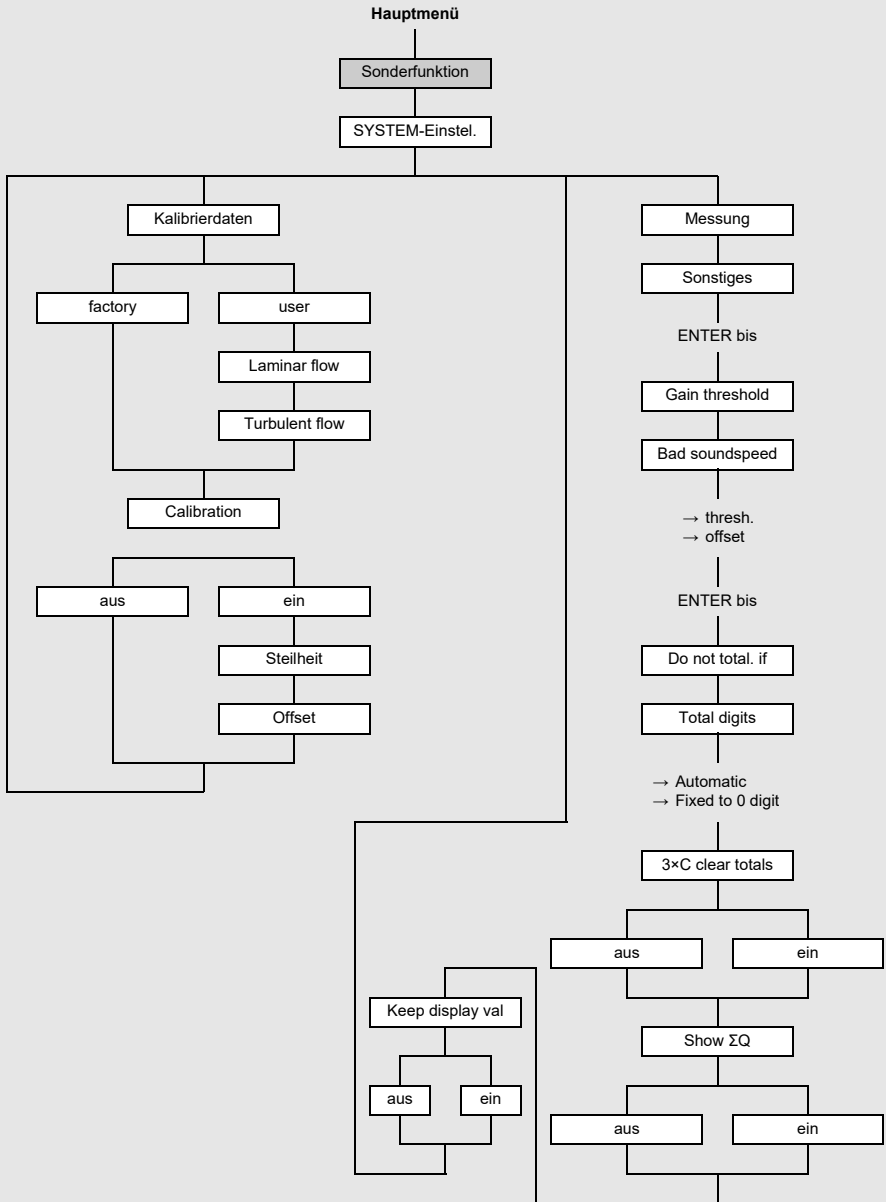 Hauptmenü
Sonderfunktion
SYSTEM-Einstel.
Kalibrierdaten
factory
user
Laminar flow
Turbulent flow
Calibration
aus
ein
Steilheit
Offset
Messung
Sonstiges
ENTER bis
Gain threshold
Bad soundspeed
→ thresh.
→ offset
ENTER bis
Do not total. if
Total digits
→ Automatic
→ Fixed to 0 digit
3×C clear totals
aus
ein
Show ΣQ
aus
ein
Keep display val
aus
ein